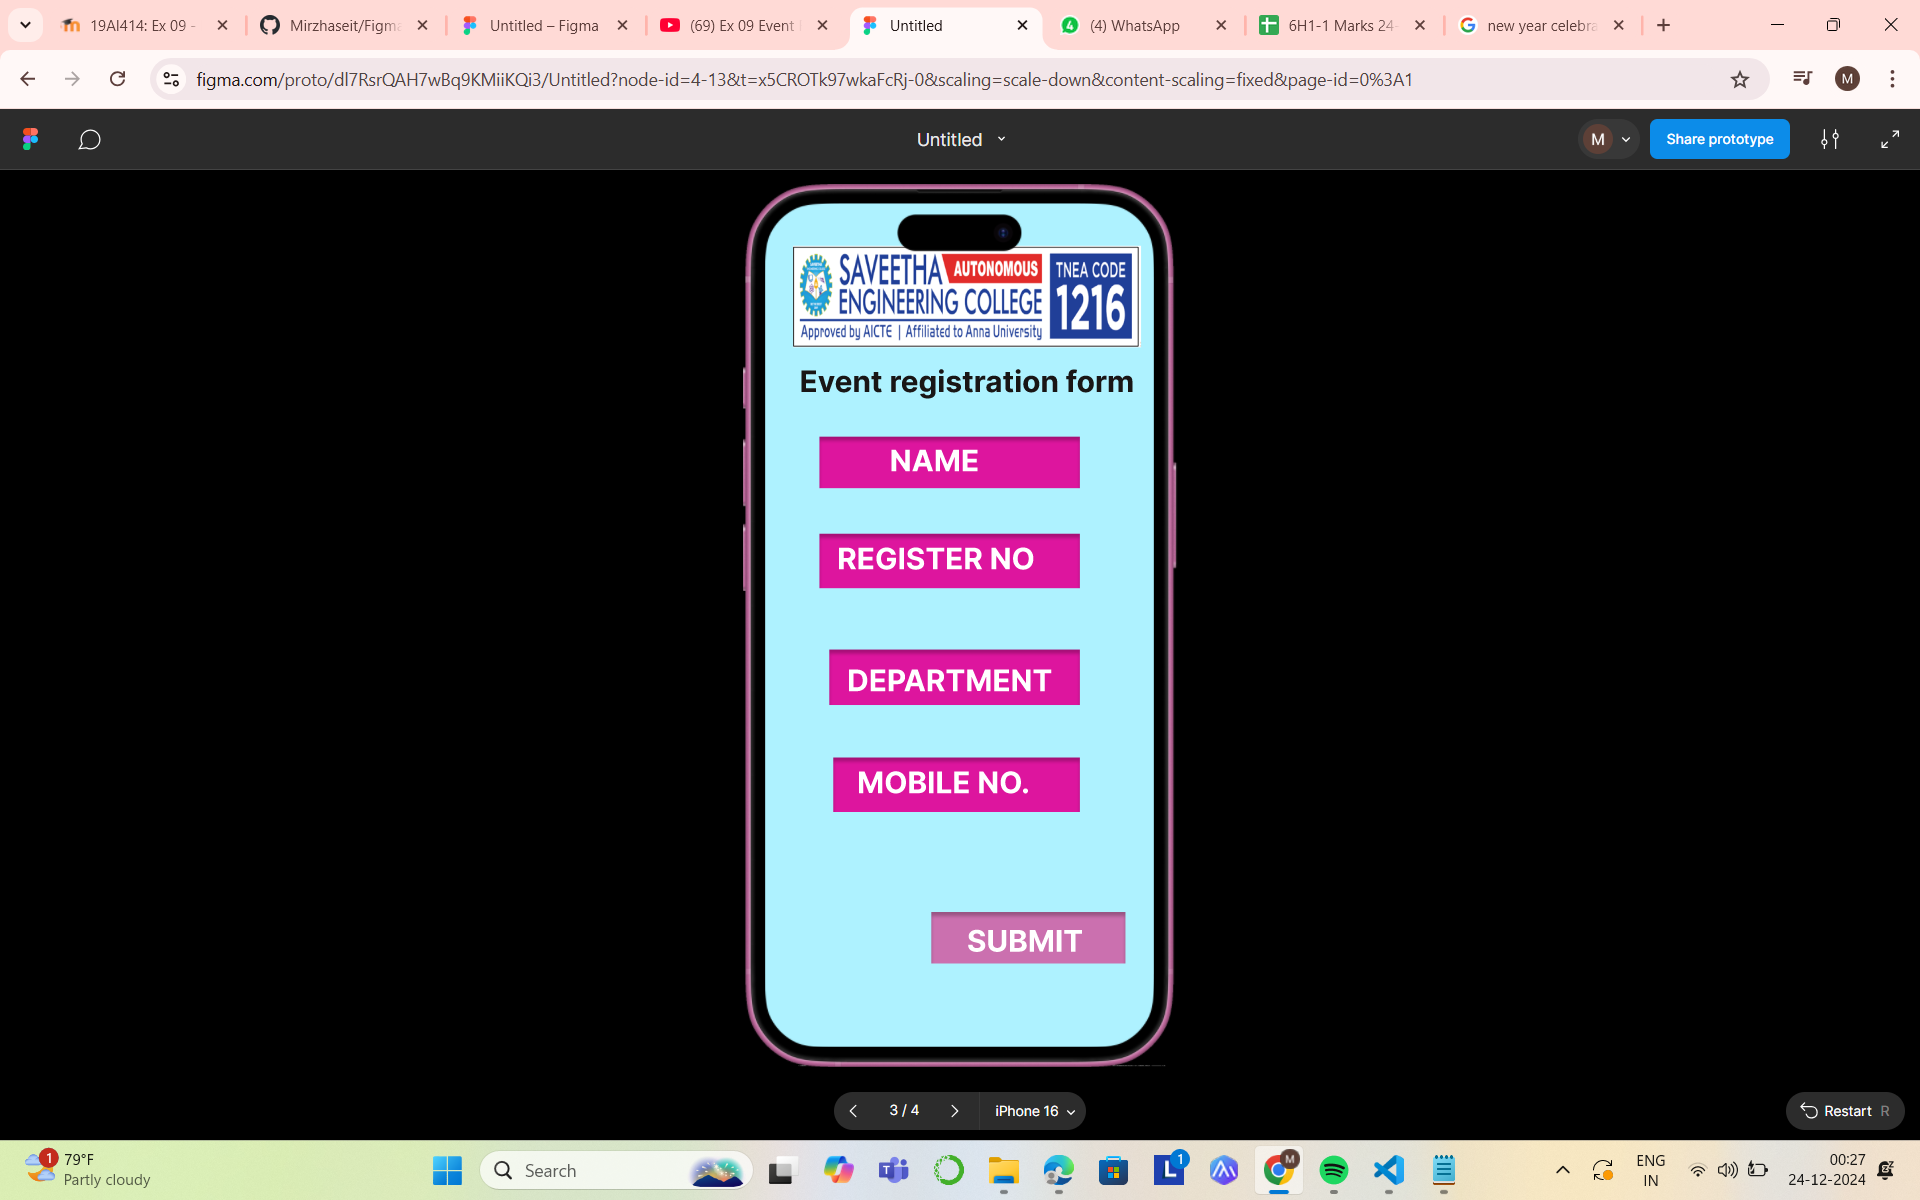 19AI414: Ex 09 -
Mirzhaseit/Figma
Untitled – Figma
(69) Ex 09 Event
Untitled
(4) WhatsApp
6H1-1 Marks 24-
new year celebra
figma.com/proto/dl7RsrQAH7wBq9KMiiKQi3/Untitled?node-id=4-13&t=x5CROTk97wkaFcRj-0&scaling=scale-down&content-scaling=fixed&page-id=0%3A1
M
Untitled
M
Share prototype
SAVEETHA AUTONOMOUS
ENGINEERING COLLEGE
Approved by AICTE | Affiliated to Anna University
TNEA CODE
1216
Event registration form
NAME
REGISTER NO
DEPARTMENT
MOBILE NO.
SUBMIT
3 / 4
iPhone 16
Restart R
1
79°F
Partly cloudy
Search
L
1
M
ENG
IN
00:27
24-12-2024